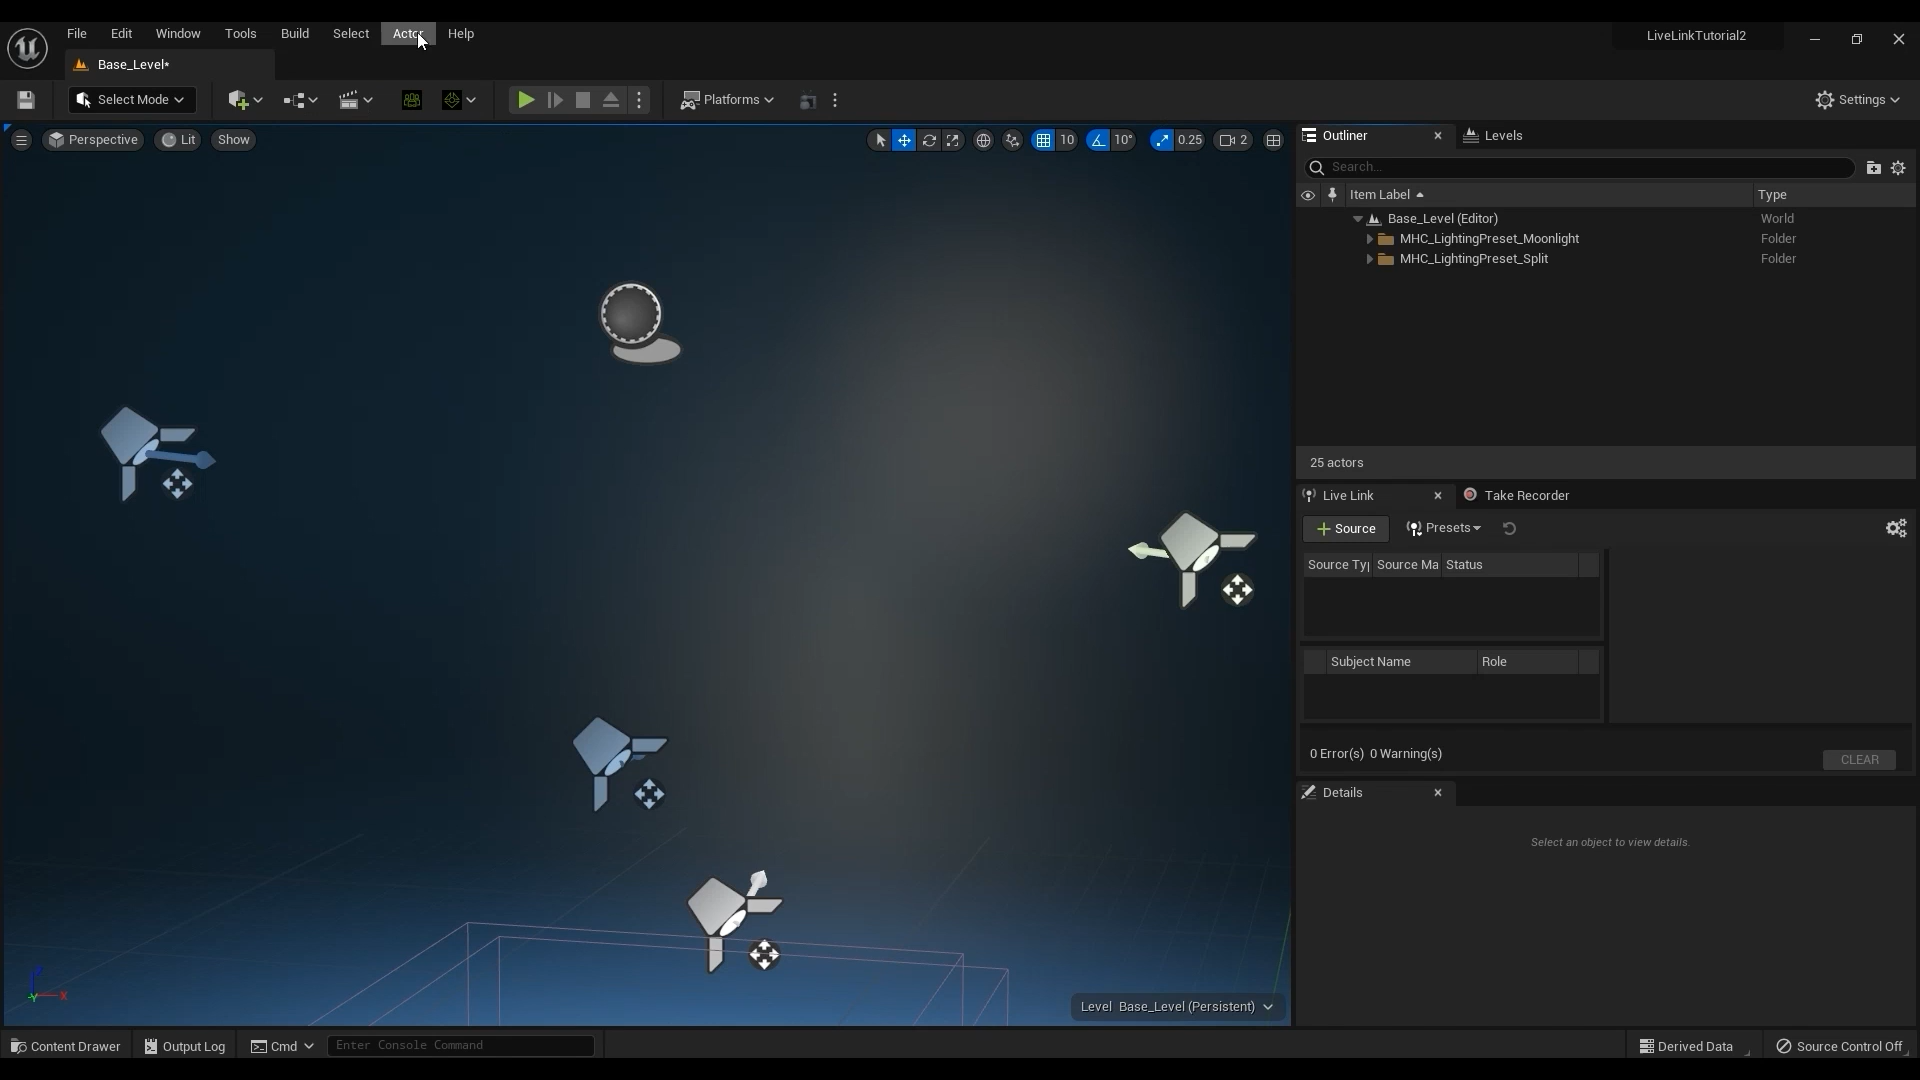 File Edit Window Tools Build Select Actor Help
LiveLinkTutorial2
Base_Level*
Select Mode
Platforms
Settings
Perspective Lit Show
10 10° 0.25 2
Outliner Levels
Search...
Item Label Type
Base_Level (Editor) World
MHC_LightingPreset_Moonlight Folder
MHC_LightingPreset_Split Folder
25 actors
Live Link Take Recorder
Source Presets
Source Typ Source Ma Status
Subject Name Role
0 Error(s) 0 Warning(s)
CLEAR
Details
Select an object to view details.
Level Base_Level (Persistent)
Content Drawer Output Log Cmd Enter Console Command Derived Data Source Control Off